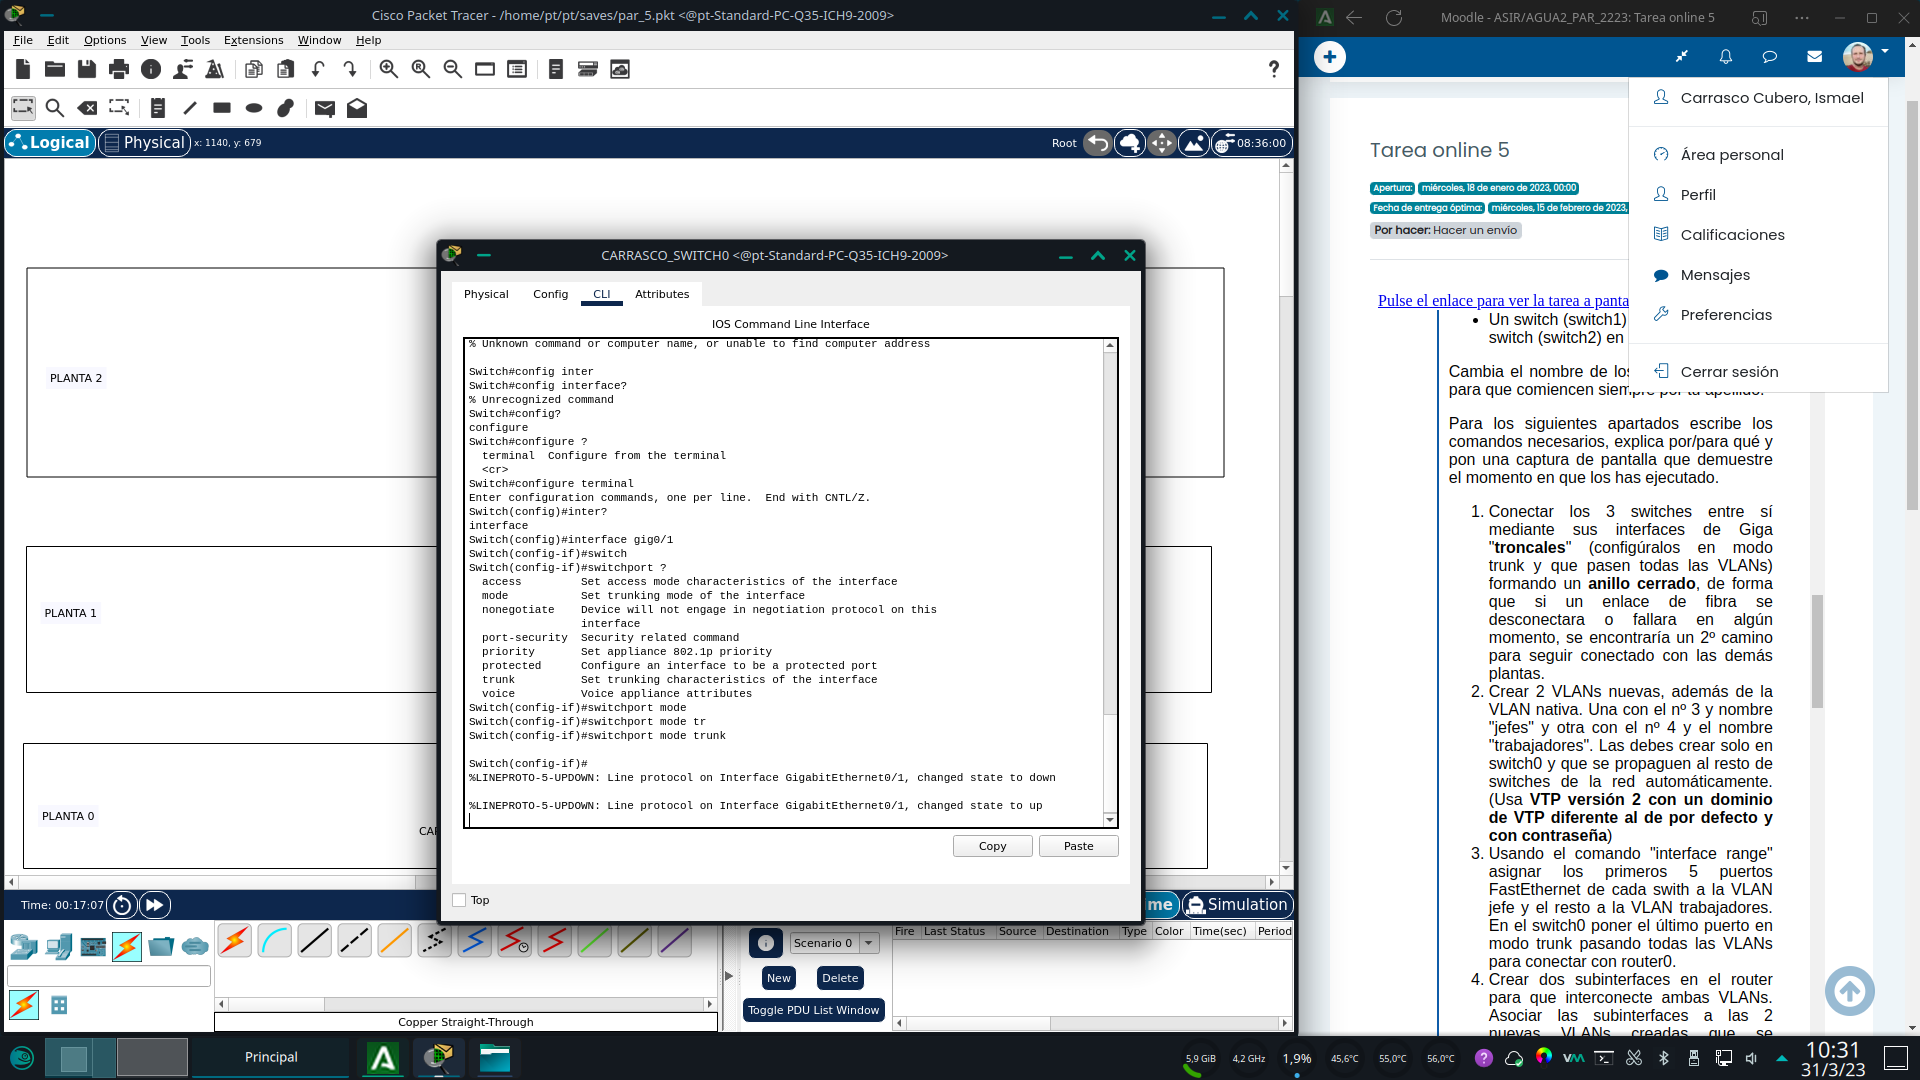 Cisco Packet Tracer - /home/pt/pt/saves/par_5.pkt <@pt-Standard-PC-Q35-ICH9-2009>
File Edit Options View Tools Extensions Window Help
Logical
Physical
x: 1140, y: 679
Root
08:36:00
PLANTA 2
PLANTA 1
PLANTA 0
CAR
CARRASCO_SWITCH0 <@pt-Standard-PC-Q35-ICH9-2009>
Physical Config CLI Attributes
IOS Command Line Interface
% Unknown command or computer name, or unable to find computer address
Switch#config inter
Switch#config interface?
% Unrecognized command
Switch#config?
configure
Switch#configure ?
terminal  Configure from the terminal
<cr>
Switch#configure terminal
Enter configuration commands, one per line.  End with CNTL/Z.
Switch(config)#inter?
interface
Switch(config)#interface gig0/1
Switch(config-if)#switch
Switch(config-if)#switchport ?
access         Set access mode characteristics of the interface
mode           Set trunking mode of the interface
nonegotiate    Device will not engage in negotiation protocol on this
interface
port-security  Security related command
priority       Set appliance 802.1p priority
protected      Configure an interface to be a protected port
trunk          Set trunking characteristics of the interface
voice          Voice appliance attributes
Switch(config-if)#switchport mode
Switch(config-if)#switchport mode tr
Switch(config-if)#switchport mode trunk
Switch(config-if)#
%LINEPROTO-5-UPDOWN: Line protocol on Interface GigabitEthernet0/1, changed state to down
%LINEPROTO-5-UPDOWN: Line protocol on Interface GigabitEthernet0/1, changed state to up
Copy
Paste
Top
Time: 00:17:07
me
Simulation
Scenario 0
New
Delete
Toggle PDU List Window
Fire Last Status Source Destination Type Color Time(sec) Period
Copper Straight-Through
Moodle - ASIR/AGUA2_PAR_2223: Tarea online 5
Carrasco Cubero, Ismael
Área personal
Perfil
Calificaciones
Mensajes
Preferencias
Cerrar sesión
Tarea online 5
Apertura: miércoles, 18 de enero de 2023, 00:00
Fecha de entrega óptima: miércoles, 15 de febrero de 2023,
Por hacer: Hacer un envío
Pulse el enlace para ver la tarea a panta
• Un switch (switch1)
switch (switch2) en
Cambia el nombre de los
para que comiencen siempre por tu apellido.
Para los siguientes apartados escribe los
comandos necesarios, explica por/para qué y
pon una captura de pantalla que demuestre
el momento en que los has ejecutado.
1. Conectar los 3 switches entre sí
mediante sus interfaces de Giga
"troncales" (configúralos en modo
trunk y que pasen todas las VLANs)
formando un anillo cerrado, de forma
que si un enlace de fibra se
desconectara o fallara en algún
momento, se encontraría un 2º camino
para seguir conectado con las demás
plantas.
2. Crear 2 VLANs nuevas, además de la
VLAN nativa. Una con el nº 3 y nombre
"jefes" y otra con el nº 4 y el nombre
"trabajadores". Las debes crear solo en
switch0 y que se propaguen al resto de
switches de la red automáticamente.
(Usa VTP versión 2 con un dominio
de VTP diferente al de por defecto y
con contraseña)
3. Usando el comando "interface range"
asignar los primeros 5 puertos
FastEthernet de cada swith a la VLAN
jefe y el resto a la VLAN trabajadores.
En el switch0 poner el último puerto en
modo trunk pasando todas las VLANs
para conectar con router0.
4. Crear dos subinterfaces en el router
para que interconecte ambas VLANs.
Asociar las subinterfaces a las 2
nuevas VLANs creadas que se
Principal
5,9 GiB
4,2 GHz
1,9%
45,6°C
55,0°C
56,0°C
10:31
31/3/23